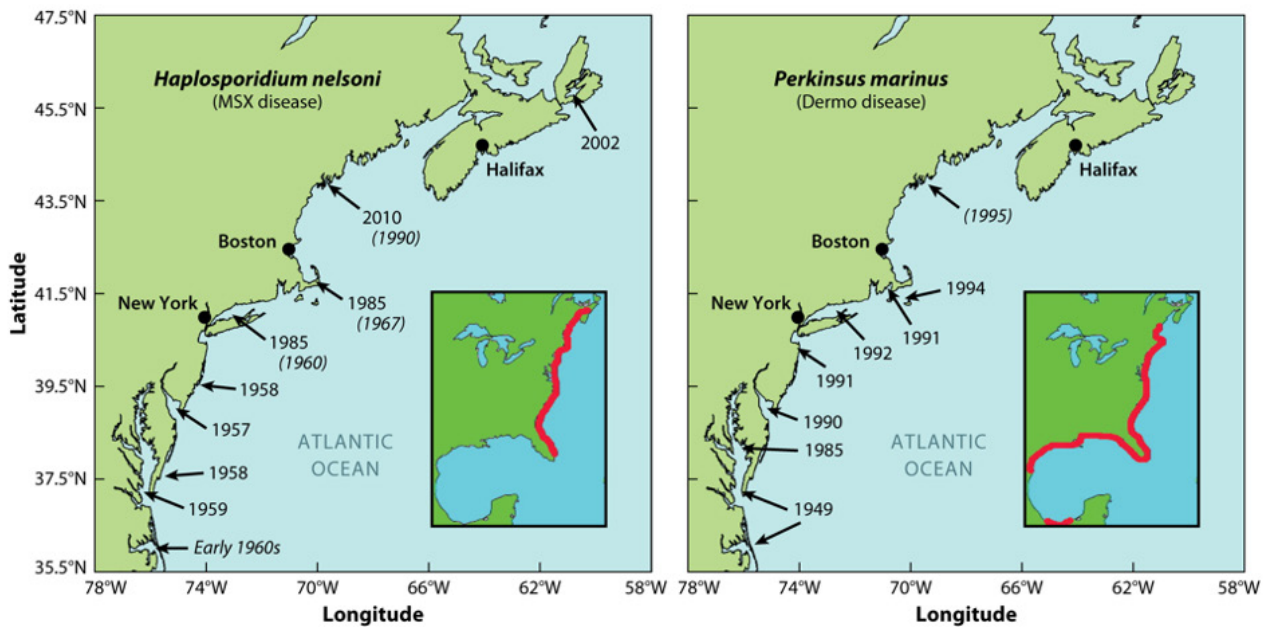 47.5°N
45.5°N
43.5°N
41.5°N
39.5°N
37.5°N
35.5°N
Latitude
Haplosporidium nelsoni
(MSX disease)
2002
Halifax
2010
(1990)
Boston
1985
(1967)
New York
1985
(1960)
1958
1957
1958
1959
Early 1960s
ATLANTIC
OCEAN
78°W
74°W
70°W
66°W
62°W
58°W
Longitude
Perkinsus marinus
(Dermo disease)
Halifax
(1995)
Boston
1994
1991
New York
1992
1991
1990
1985
1949
ATLANTIC
OCEAN
78°W
74°W
70°W
66°W
62°W
58°W
Longitude